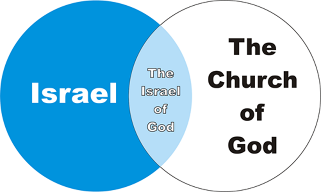 Israel
The
Israel
of
God
The
Church
of
God